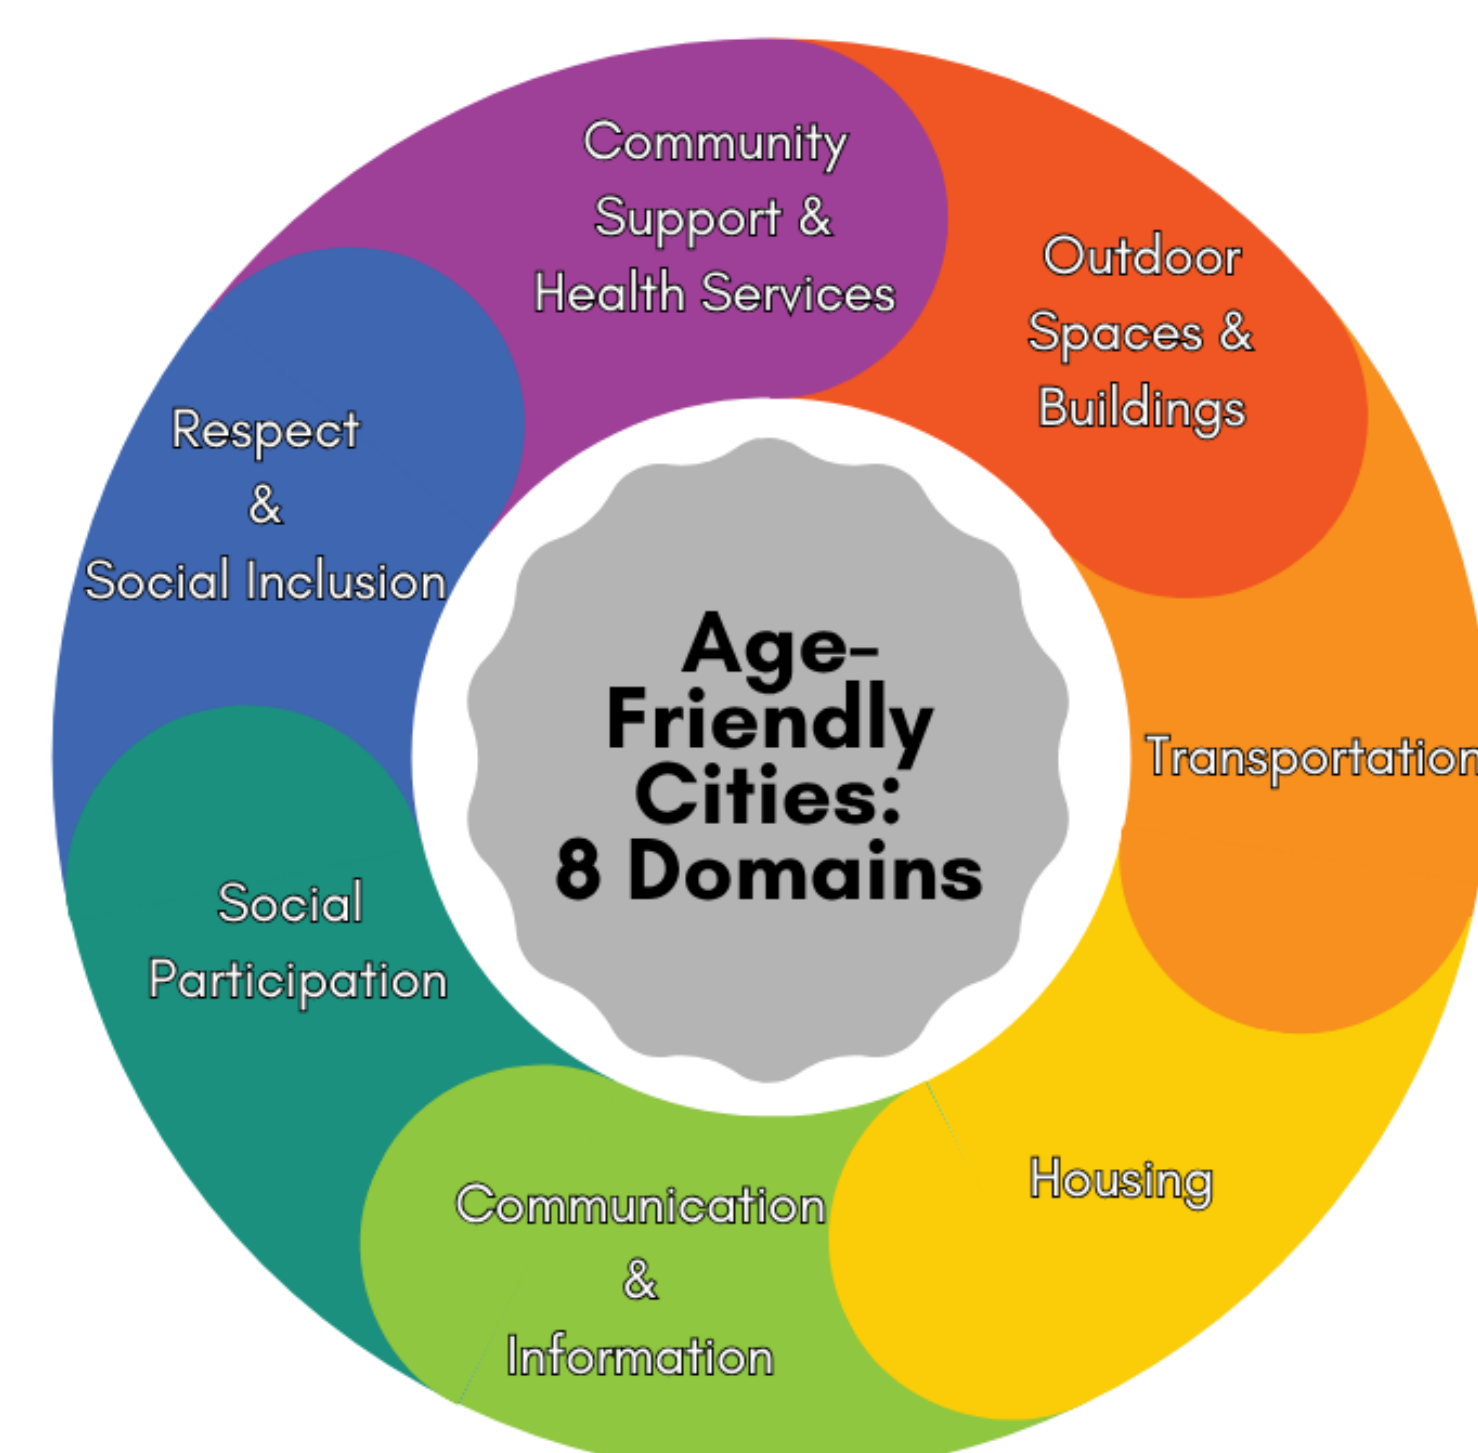 Community
Support &
Health Services
Outdoor
Spaces &
Buildings
Transportation
Housing
Communication
&
Information
Social
Participation
Respect
&
Social Inclusion
Age-
Friendly
Cities:
8 Domains